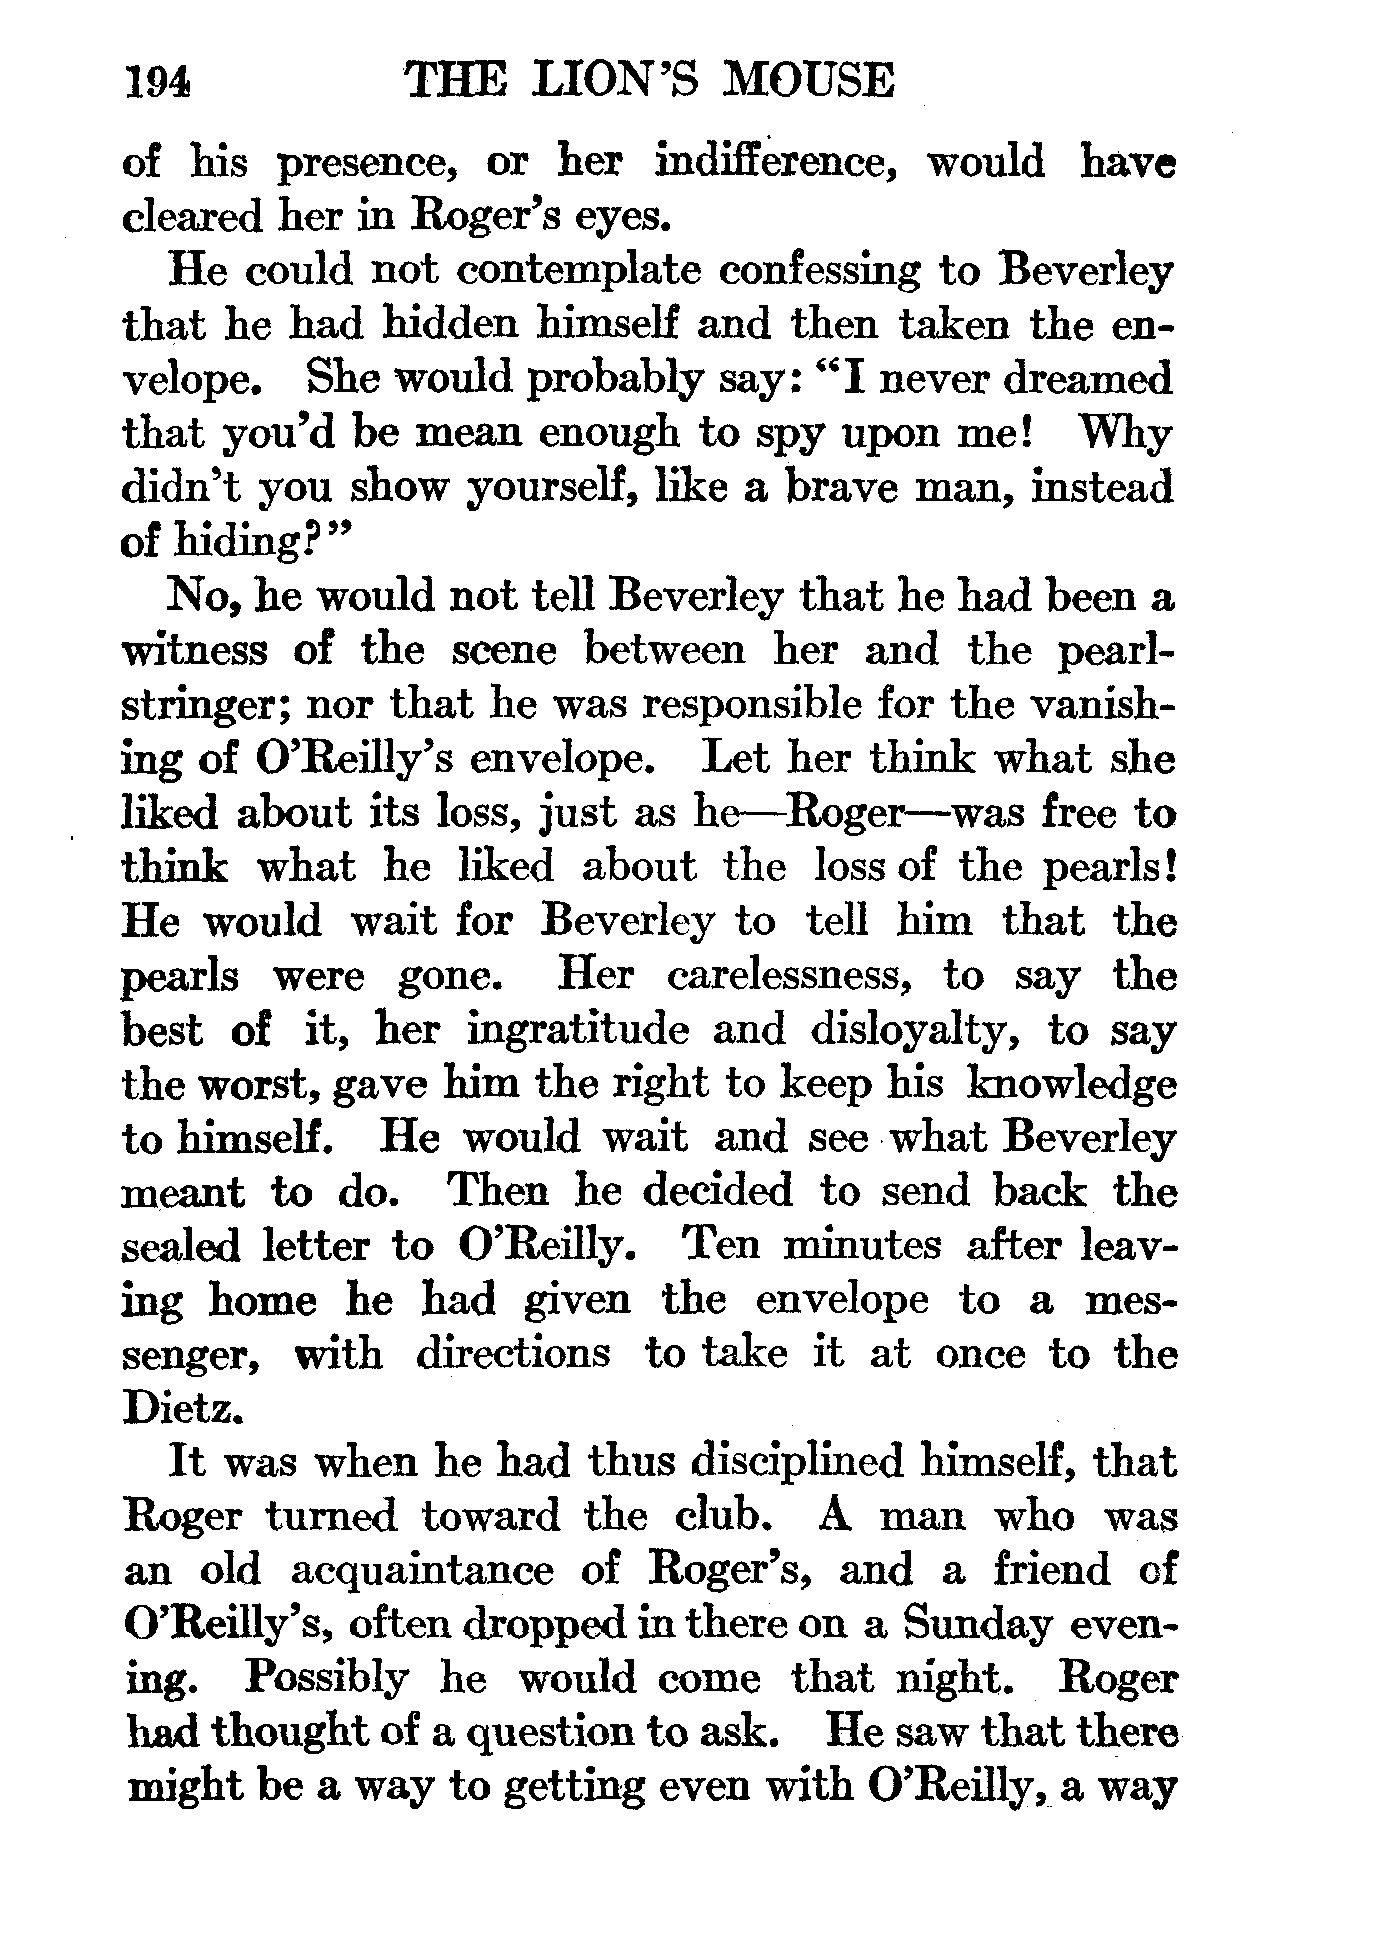 194 THE LION'S MOUSE
of his presence, or her indifference, would have
cleared her in Roger's eyes.
He could not contemplate confessing to Beverley
that he had hidden himself and then taken the en-
velope. She would probably say: “I never dreamed
that you'd be mean enough to spy upon me! Why
didn't you show yourself, like a brave man, instead
of hiding?”
No, he would not tell Beverley that he had been a
witness of the scene between her and the pearl-
stringer; nor that he was responsible for the vanish-
ing of O'Reilly's envelope. Let her think what she
liked about its loss, just as he—Roger—was free to
think what he liked about the loss of the pearls!
He would wait for Beverley to tell him that the
pearls were gone. Her carelessness, to say the
best of it, her ingratitude and disloyalty, to say
the worst, gave him the right to keep his knowledge
to himself. He would wait and see what Beverley
meant to do. Then he decided to send back the
sealed letter to O'Reilly. Ten minutes after leav-
ing home he had given the envelope to a mes-
senger, with directions to take it at once to the
Dietz.
It was when he had thus disciplined himself, that
Roger turned toward the club. A man who was
an old acquaintance of Roger's, and a friend of
O'Reilly's, often dropped in there on a Sunday even-
ing. Possibly he would come that night. Roger
had thought of a question to ask. He saw that there
might be a way to getting even with O'Reilly, a way